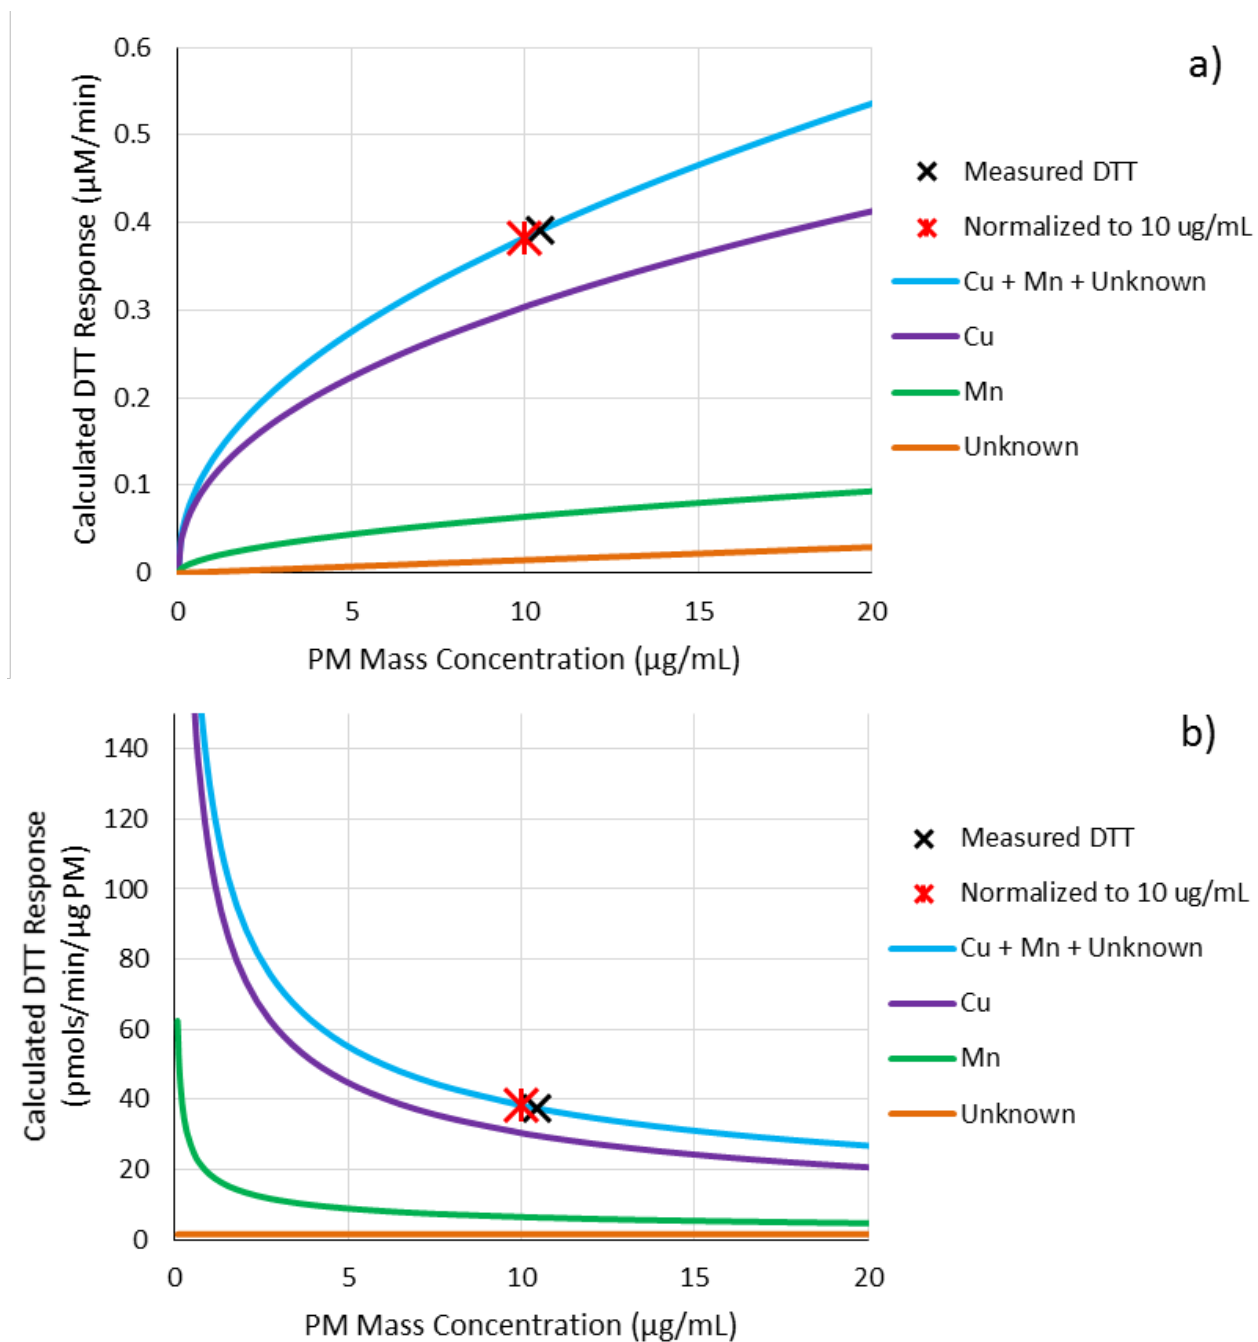 a)
0.6
0.5
0.4
0.3
0.2
0.1
0
Calculated DTT Response (µM/min)
0 5 10 15 20
PM Mass Concentration (µg/mL)
Measured DTT
Normalized to 10 ug/mL
Cu + Mn + Unknown
Cu
Mn
Unknown
b)
140
120
100
80
60
40
20
0
Calculated DTT Response
(pmols/min/µg PM)
0 5 10 15 20
PM Mass Concentration (µg/mL)
Measured DTT
Normalized to 10 ug/mL
Cu + Mn + Unknown
Cu
Mn
Unknown